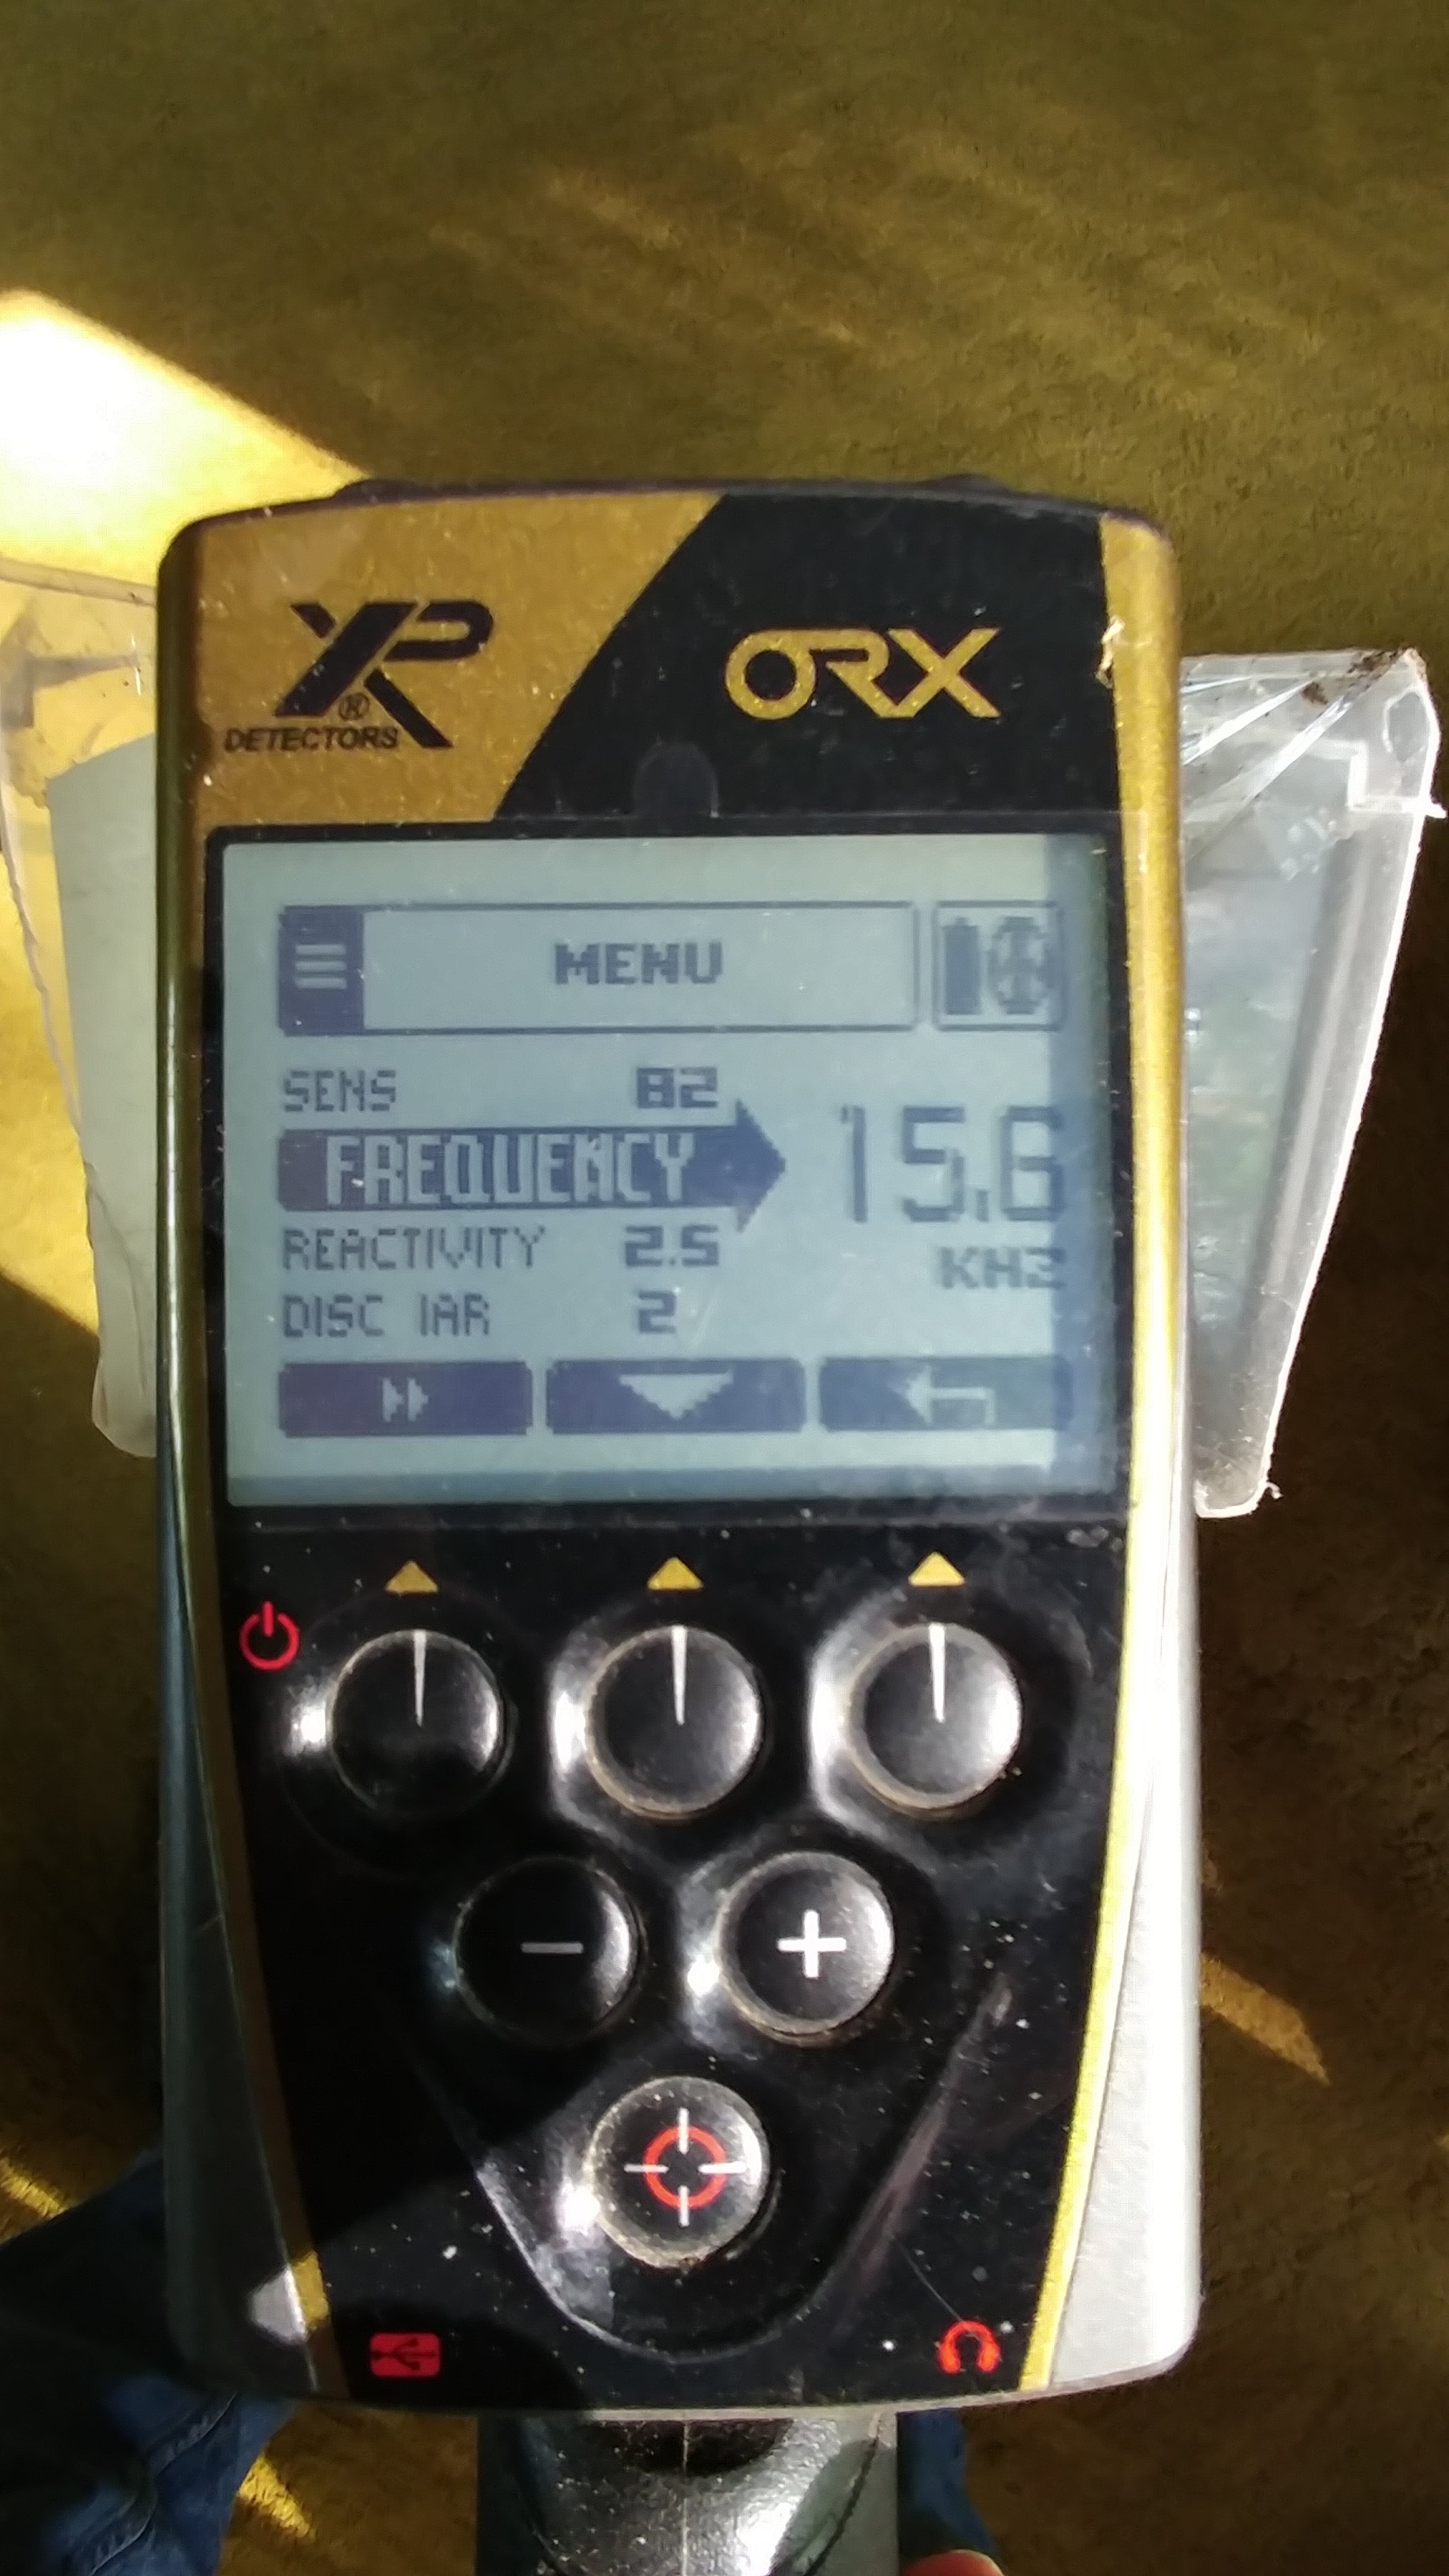 XP
®
DETECTORS
ORX
MENU
SENS 82
FREQUENCY 15.6
REACTIVITY 2.5
KHZ
DISC IAR 2